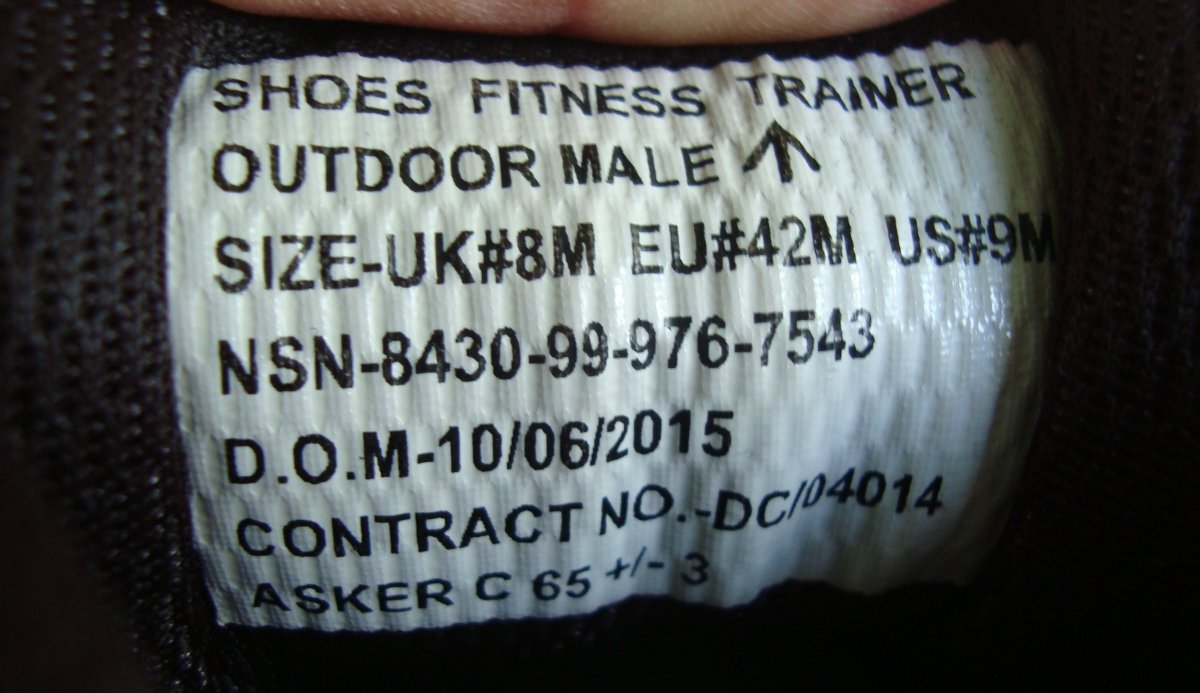 SHOES FITNESS TRAINER
OUTDOOR MALE
SIZE-UK#8M EU#42M US#9M
NSN-8430-99-976-7543
D.O.M-10/06/2015
CONTRACT NO.-DC/04014
ASKER C 65 +/- 3